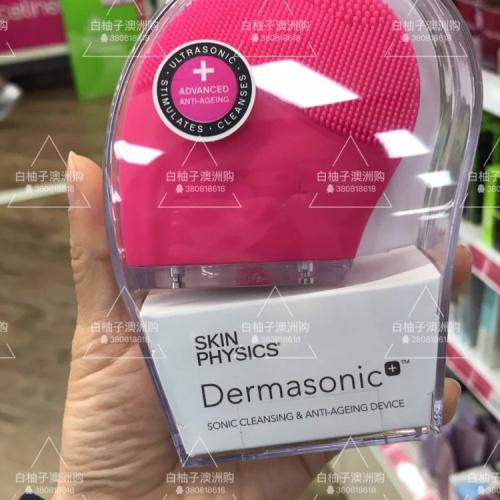 ULTRASONIC
ADVANCED
ANTI-AGEING
STIMULATES • CLEANSES
SKIN
PHYSICS
Dermasonic+™
SONIC CLEANSING & ANTI-AGEING DEVICE
白柚子澳洲购
380818618